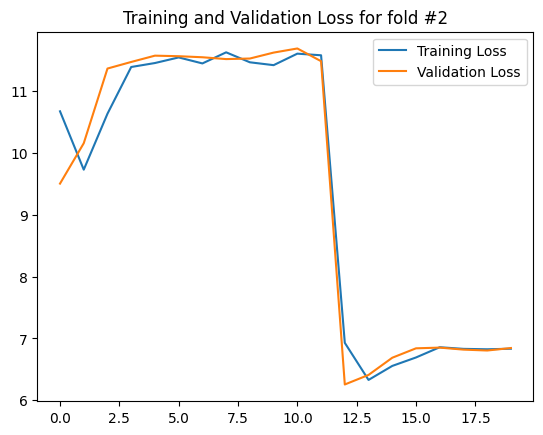 Training and Validation Loss for fold #2
Training Loss
Validation Loss
11
10
9
8
7
6
0.0 2.5 5.0 7.5 10.0 12.5 15.0 17.5